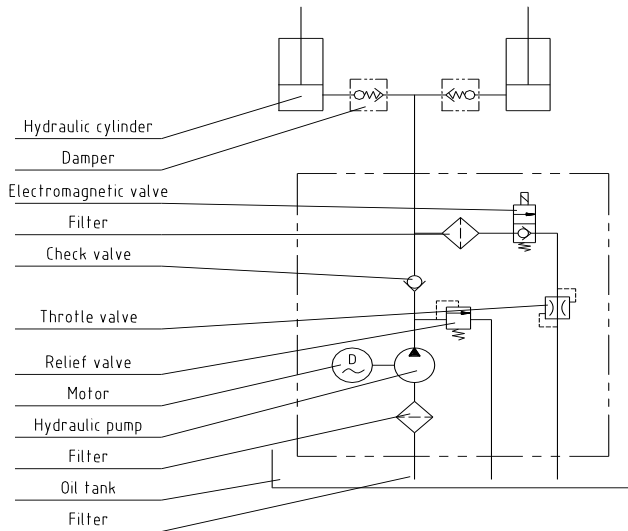 Hydraulic cylinder
Damper
Electromagnetic valve
Filter
Check valve
Throtle valve
Relief valve
Motor
D
Hydraulic pump
Filter
Oil tank
Filter